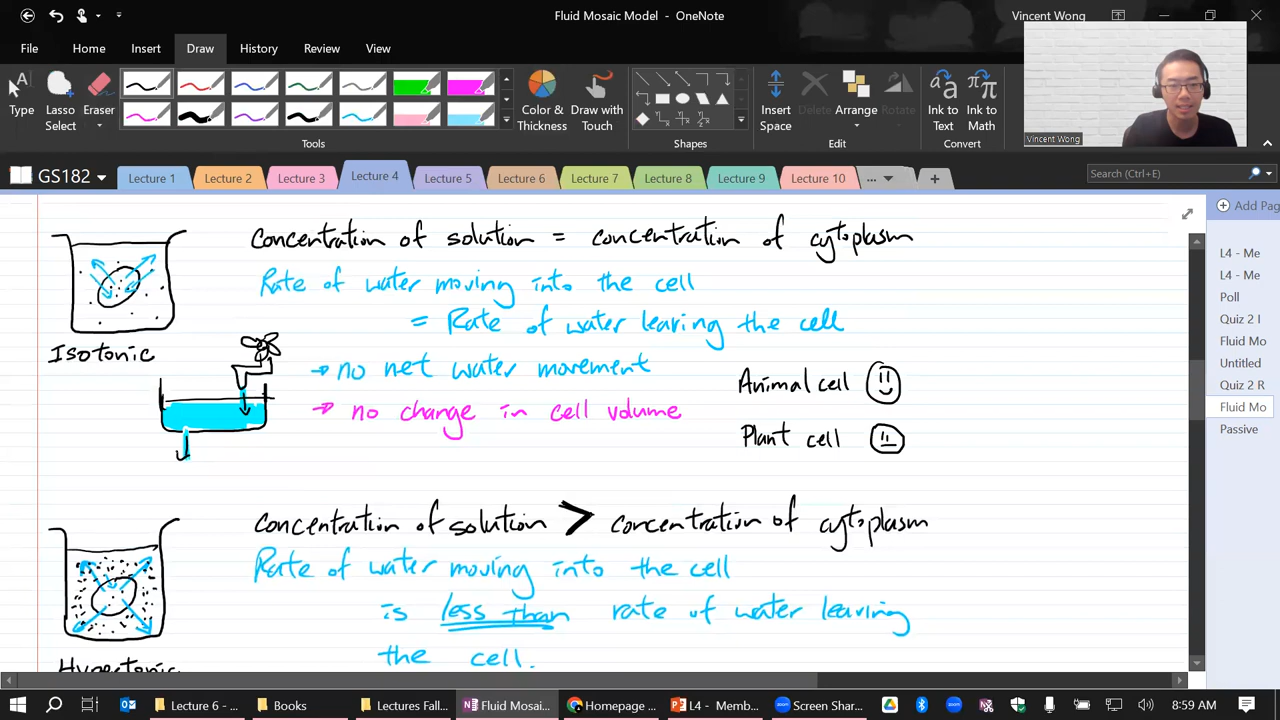 Fluid Mosaic Model - OneNote
Vincent Wong
File Home Insert Draw History Review View
Type
Lasso Select
Eraser
Color & Thickness
Draw with Touch
Insert Space
Delete
Arrange
Rotate
Ink to Text
Ink to Math
Tools
Shapes
Edit
Convert
Vincent Wong
GS182
Lecture 1 Lecture 2 Lecture 3 Lecture 4 Lecture 5 Lecture 6 Lecture 7 Lecture 8 Lecture 9 Lecture 10 ...
Search (Ctrl+E)
Add Pag
L4 - Me
L4 - Me
Poll
Quiz 2 I
Fluid Mo
Untitled
Quiz 2 R
Fluid Mo
Passive
Concentration of solution = concentration of cytoplasm
Rate of water moving into the cell
= Rate of water leaving the cell
→ no net water movement
→ no change in cell volume
Isotonic
Animal cell
Plant cell
Concentration of solution > concentration of cytoplasm
Rate of water moving into the cell
is less than rate of water leaving
the cell.
Hypertonic
Lecture 6 - ...
Books
Lectures Fall...
Fluid Mosai...
Homepage ...
L4 - Memb...
Screen Shar...
8:59 AM